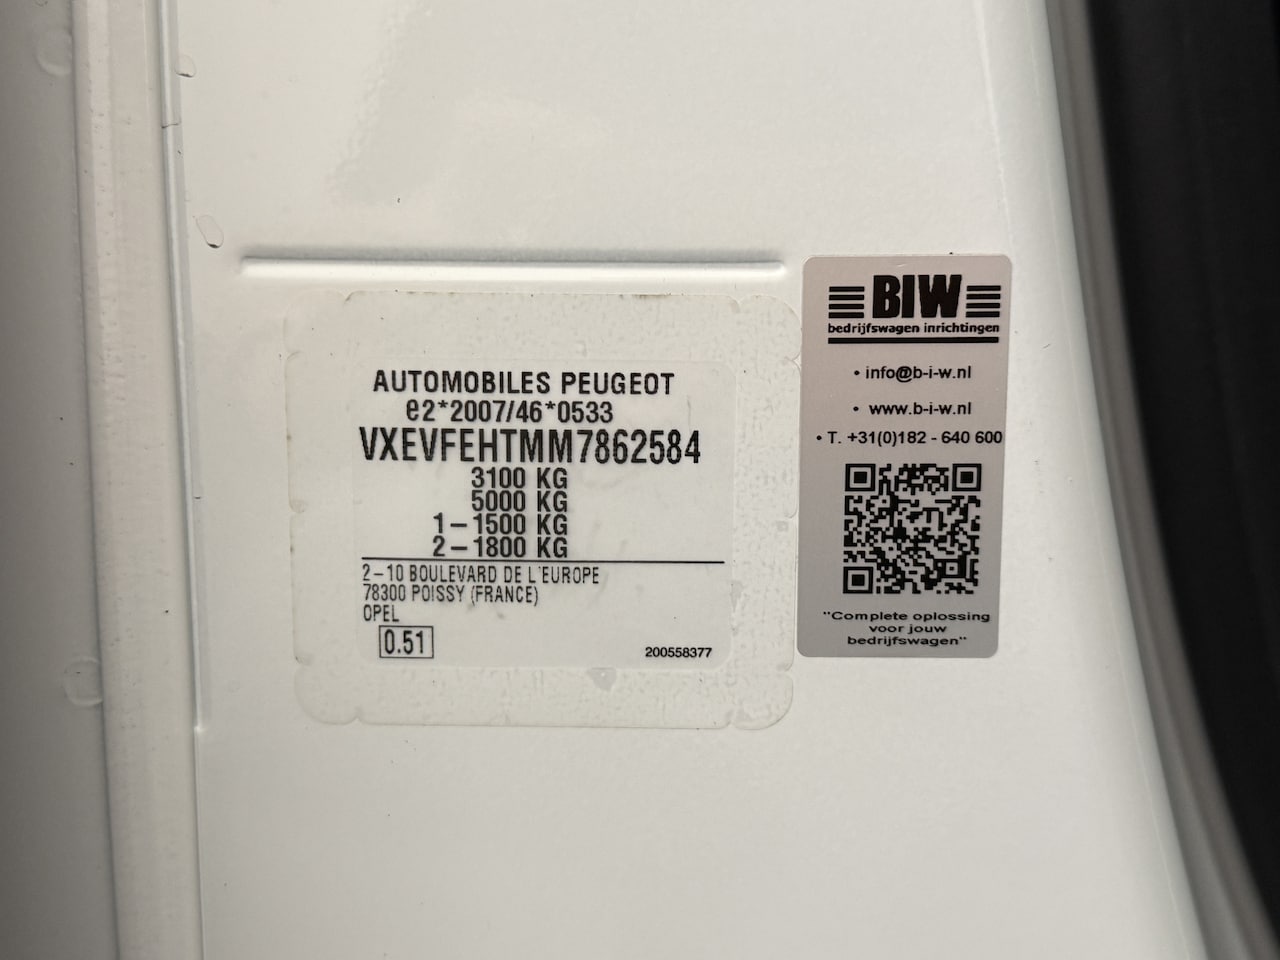 AUTOMOBILES PEUGEOT
e2*2007/46*0533
VXEVFEHTMM7862584
3100 KG
5000 KG
1-1500 KG
2-1800 KG
2-10 BOULEVARD DE L'EUROPE
78300 POISSY (FRANCE)
OPEL
0.51
200558377
BIW
bedrijfswagen inrichtingen
• info@b-i-w.nl
• www.b-i-w.nl
• T. +31(0)182 - 640 600
"Complete oplossing
voor jouw
bedrijfswagen"